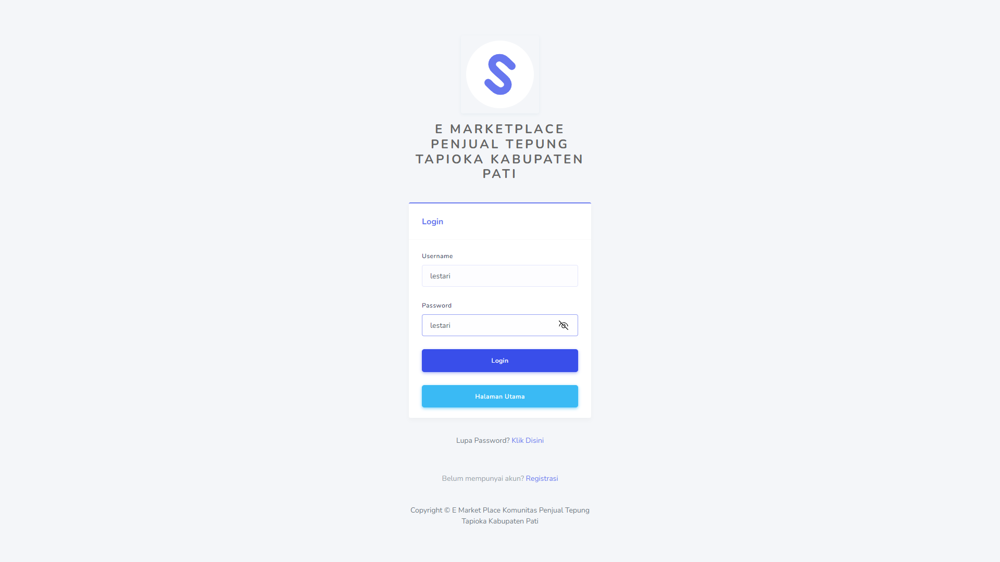 E MARKETPLACE
PENJUAL TEPUNG
TAPIOKA KABUPATEN
PATI
Login
Username
lestari
Password
lestari
Login
Halaman Utama
Lupa Password? Klik Disini
Belum mempunyai akun? Registrasi
Copyright © E Market Place Komunitas Penjual Tepung
Tapioka Kabupaten Pati